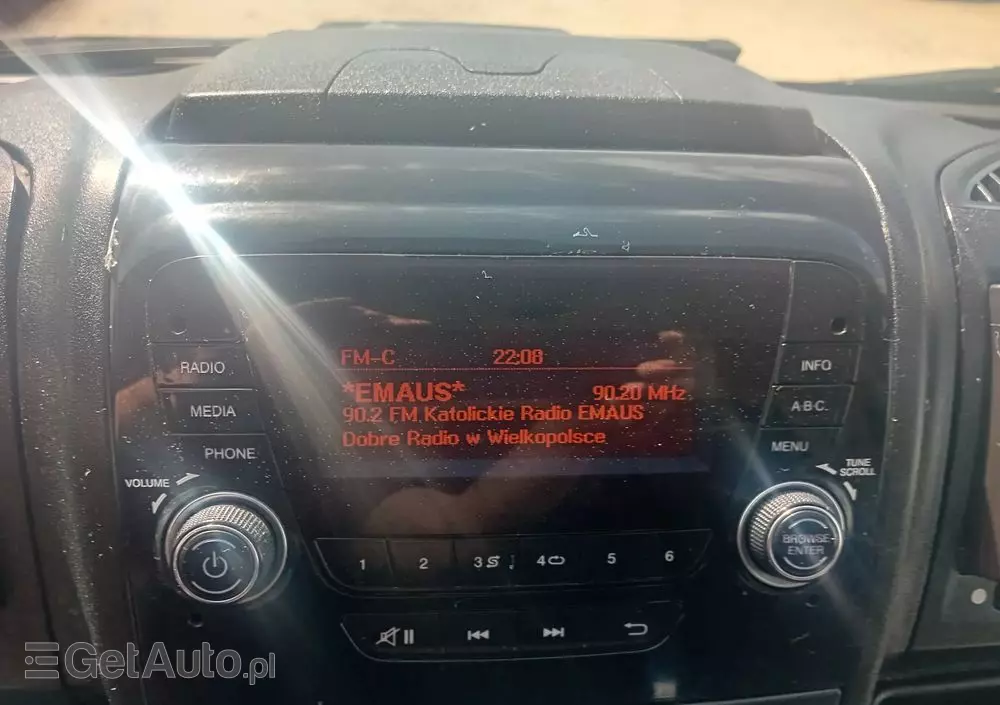 FM-C 22:08
*EMAUS* 90.20 MHz
90.2 FM Katolickie Radio EMAUS
Dobre Radio w Wielkopolsce
RADIO
MEDIA
PHONE
VOLUME
INFO
A·B·C
MENU
TUNE
SCROLL
BROWSE
ENTER
1 2 3 4 5 6
GetAuto.pl